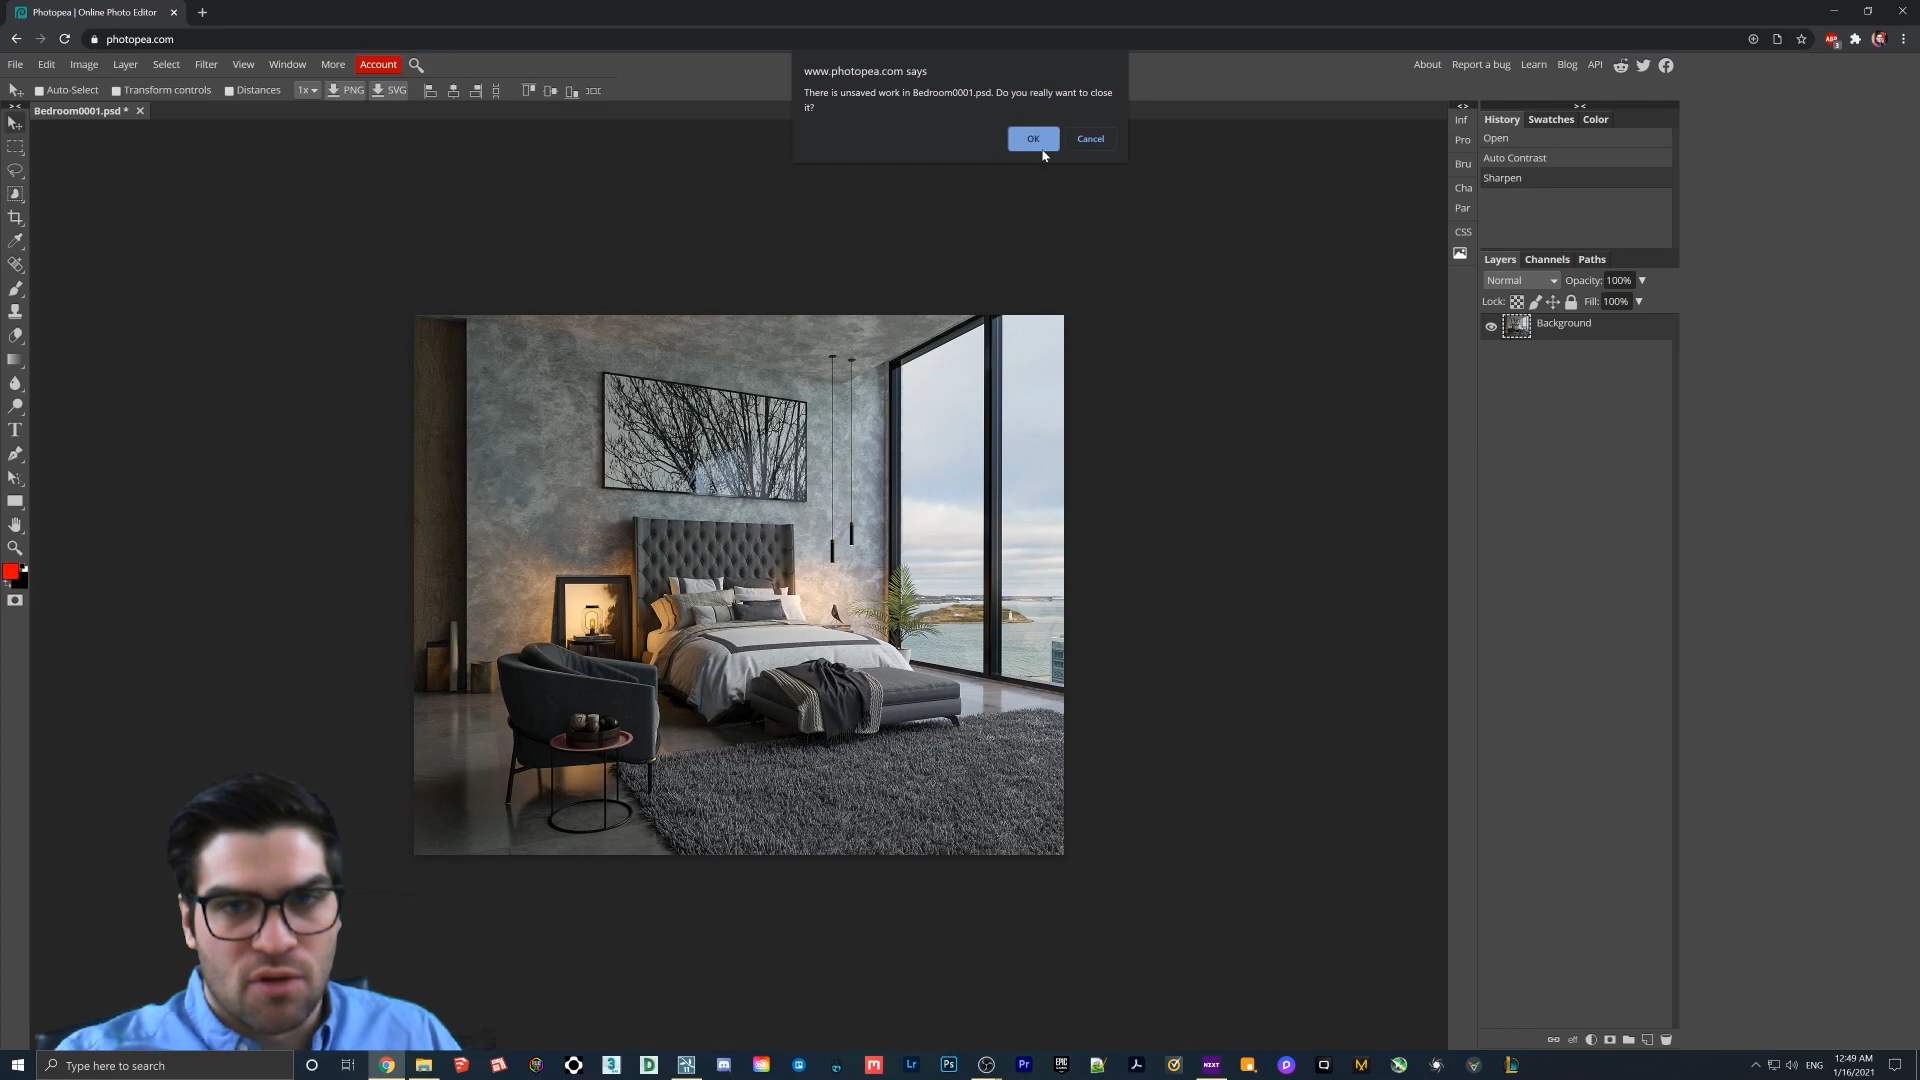 Photopea | Online Photo Editor
photopea.com
File Edit Image Layer Select Filter View Window More Account
About Report a bug Learn Blog API
Auto-Select Transform controls Distances 1x PNG SVG
Bedroom0001.psd *
www.photopea.com says
There is unsaved work in Bedroom0001.psd. Do you really want to close
it?
OK Cancel
Inf
Pro
Bru
Cha
Par
CSS
History Swatches Color
Open
Auto Contrast
Sharpen
Layers Channels Paths
Normal Opacity: 100%
Lock: Fill: 100%
Background
eff
Type here to search
ENG
12:49 AM
1/16/2021